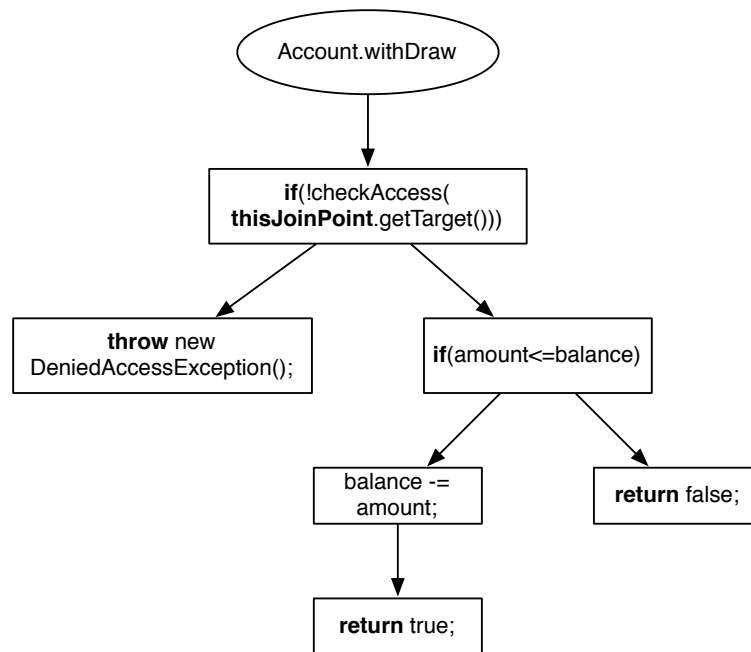 Account.withDraw
if(!checkAccess(
thisJoinPoint.getTarget()))
throw new
DeniedAccessException();
if(amount<=balance)
balance -=
amount;
return false;
return true;